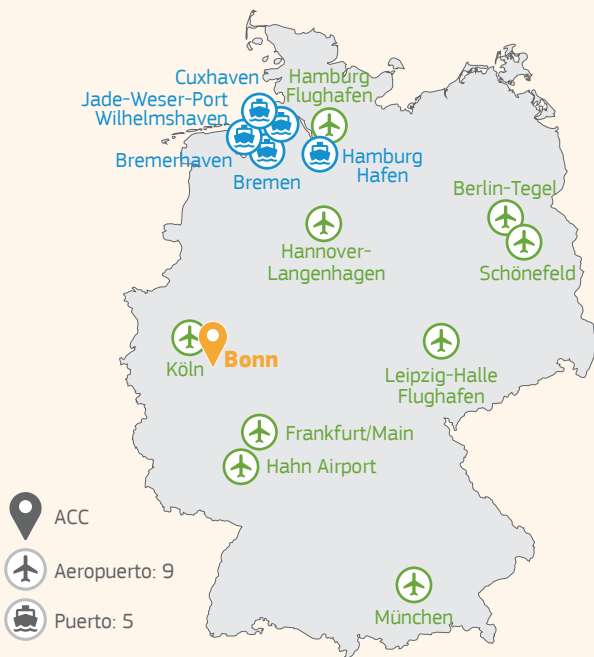 Cuxhaven
Jade-Weser-Port
Wilhelmshaven
Bremerhaven
Bremen
Hamburg
Flughafen
Hamburg
Hafen
Berlin-Tegel
Schönefeld
Hannover-
Langenhagen
Köln
Bonn
Leipzig-Halle
Flughafen
Frankfurt/Main
Hahn Airport
München
ACC
Aeropuerto: 9
Puerto: 5